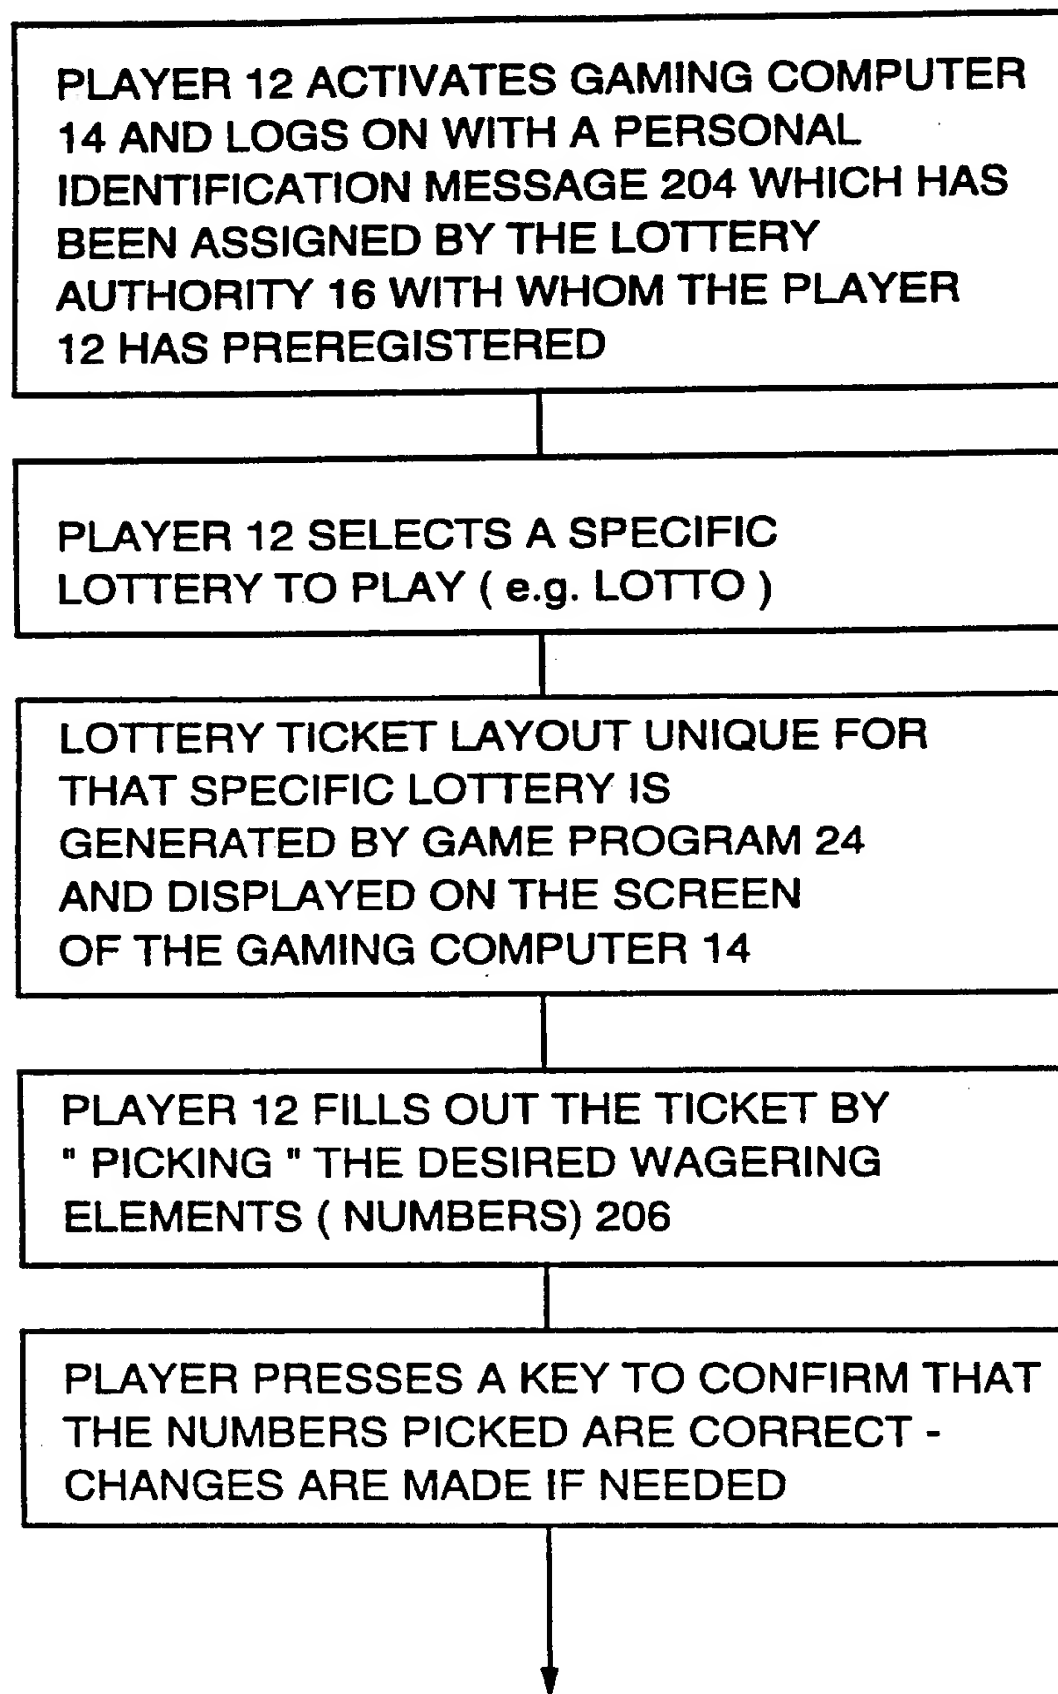 PLAYER 12 ACTIVATES GAMING COMPUTER
14 AND LOGS ON WITH A PERSONAL
IDENTIFICATION MESSAGE 204 WHICH HAS
BEEN ASSIGNED BY THE LOTTERY
AUTHORITY 16 WITH WHOM THE PLAYER
12 HAS PREREGISTERED
PLAYER 12 SELECTS A SPECIFIC
LOTTERY TO PLAY ( e.g. LOTTO )
LOTTERY TICKET LAYOUT UNIQUE FOR
THAT SPECIFIC LOTTERY IS
GENERATED BY GAME PROGRAM 24
AND DISPLAYED ON THE SCREEN
OF THE GAMING COMPUTER 14
PLAYER 12 FILLS OUT THE TICKET BY
" PICKING " THE DESIRED WAGERING
ELEMENTS ( NUMBERS) 206
PLAYER PRESSES A KEY TO CONFIRM THAT
THE NUMBERS PICKED ARE CORRECT -
CHANGES ARE MADE IF NEEDED